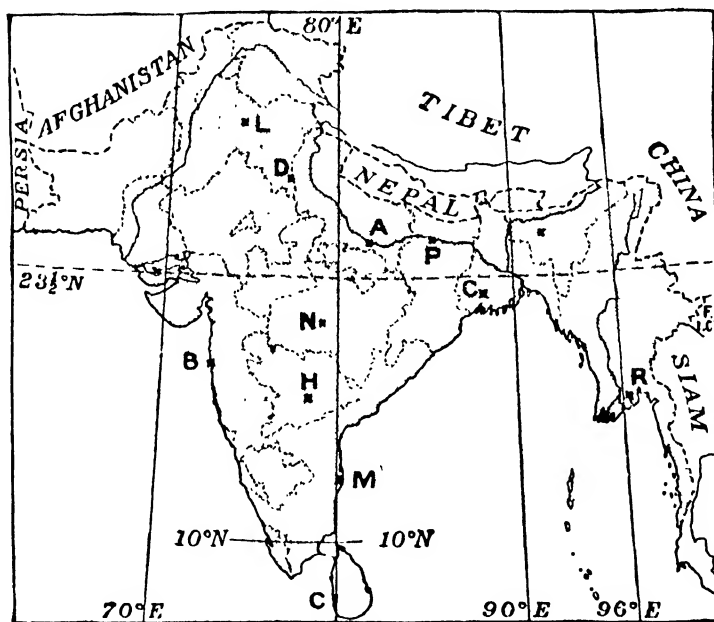 80° E
AFGHANISTAN
TIBET
CHINA
PERSIA
L
D
NEPAL
A
P
23½°N
C
N
F.
I.C.
B
SIAM
H
R
M
10°N
10°N
C
70°E
90°E
96°E